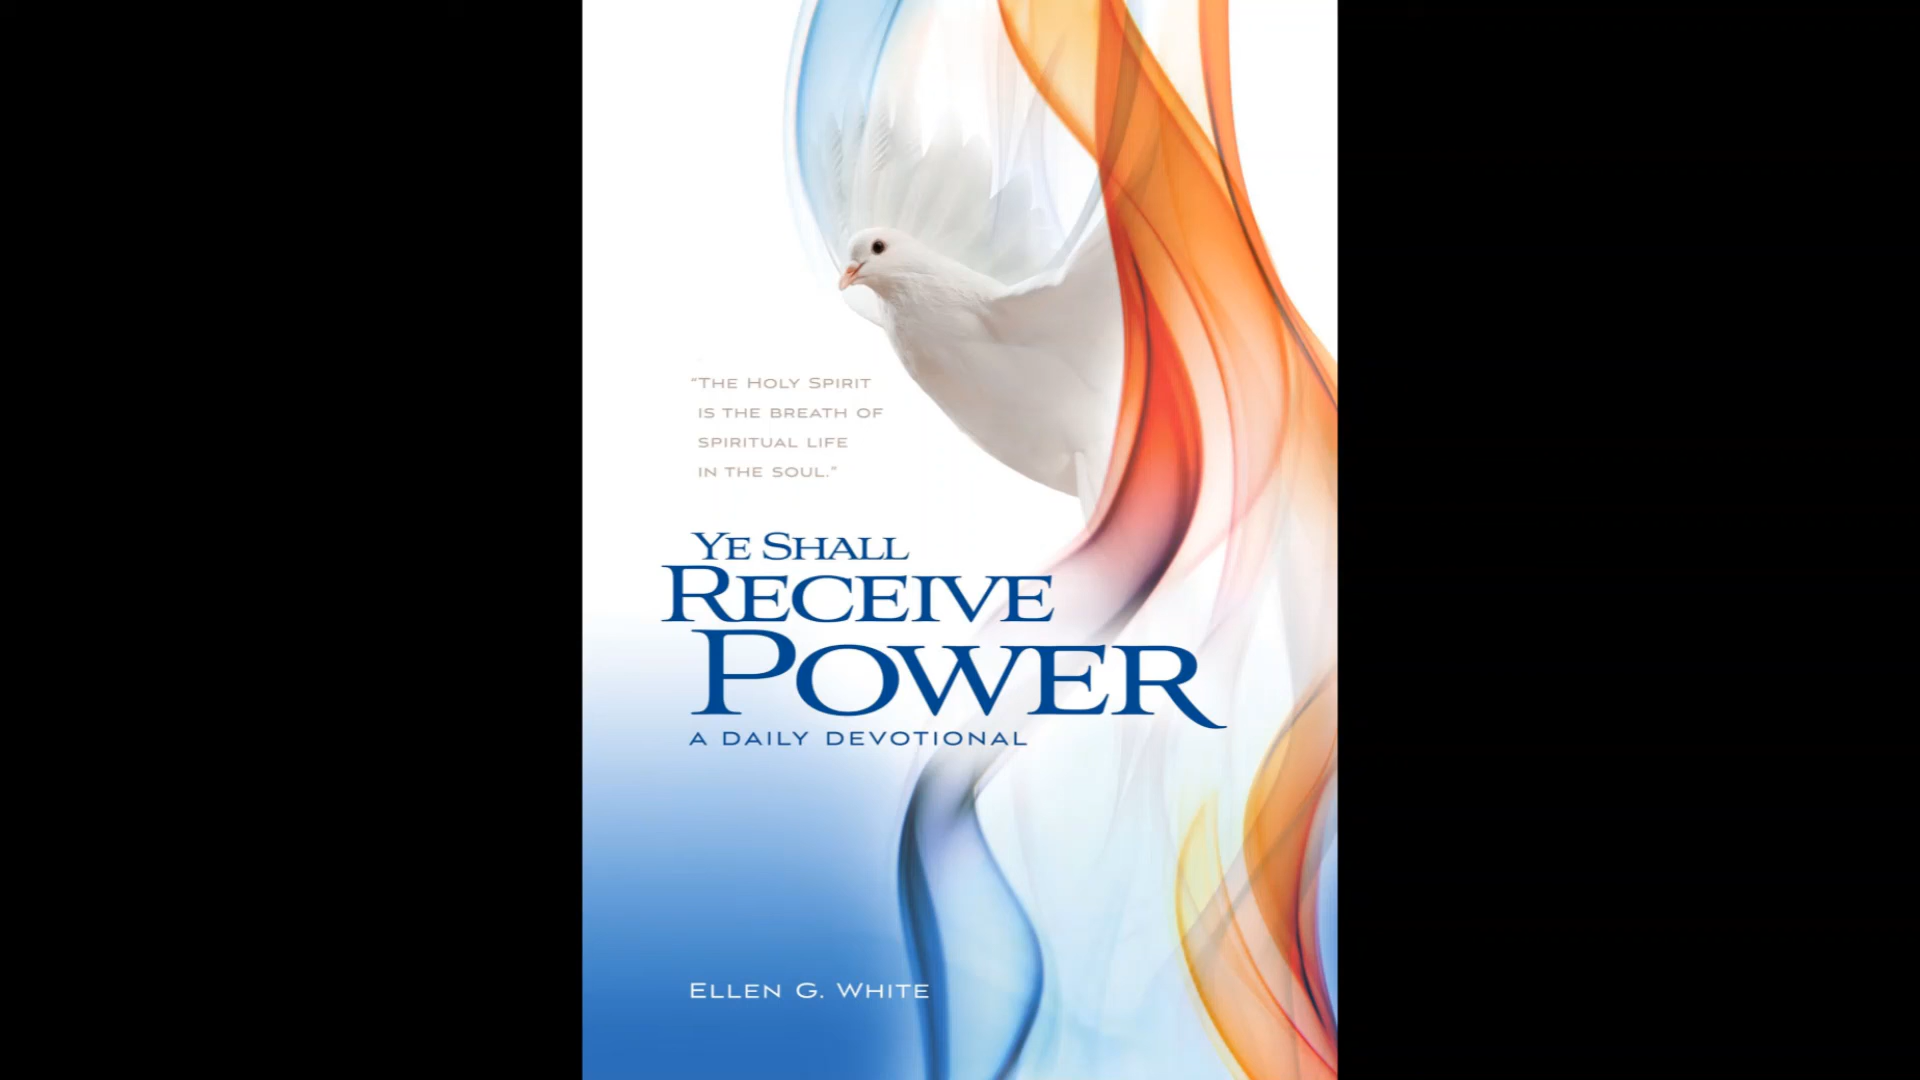 “The Holy Spirit
is the breath of
spiritual life
in the soul.”
Ye Shall
Receive
Power
A Daily Devotional
Ellen G. White